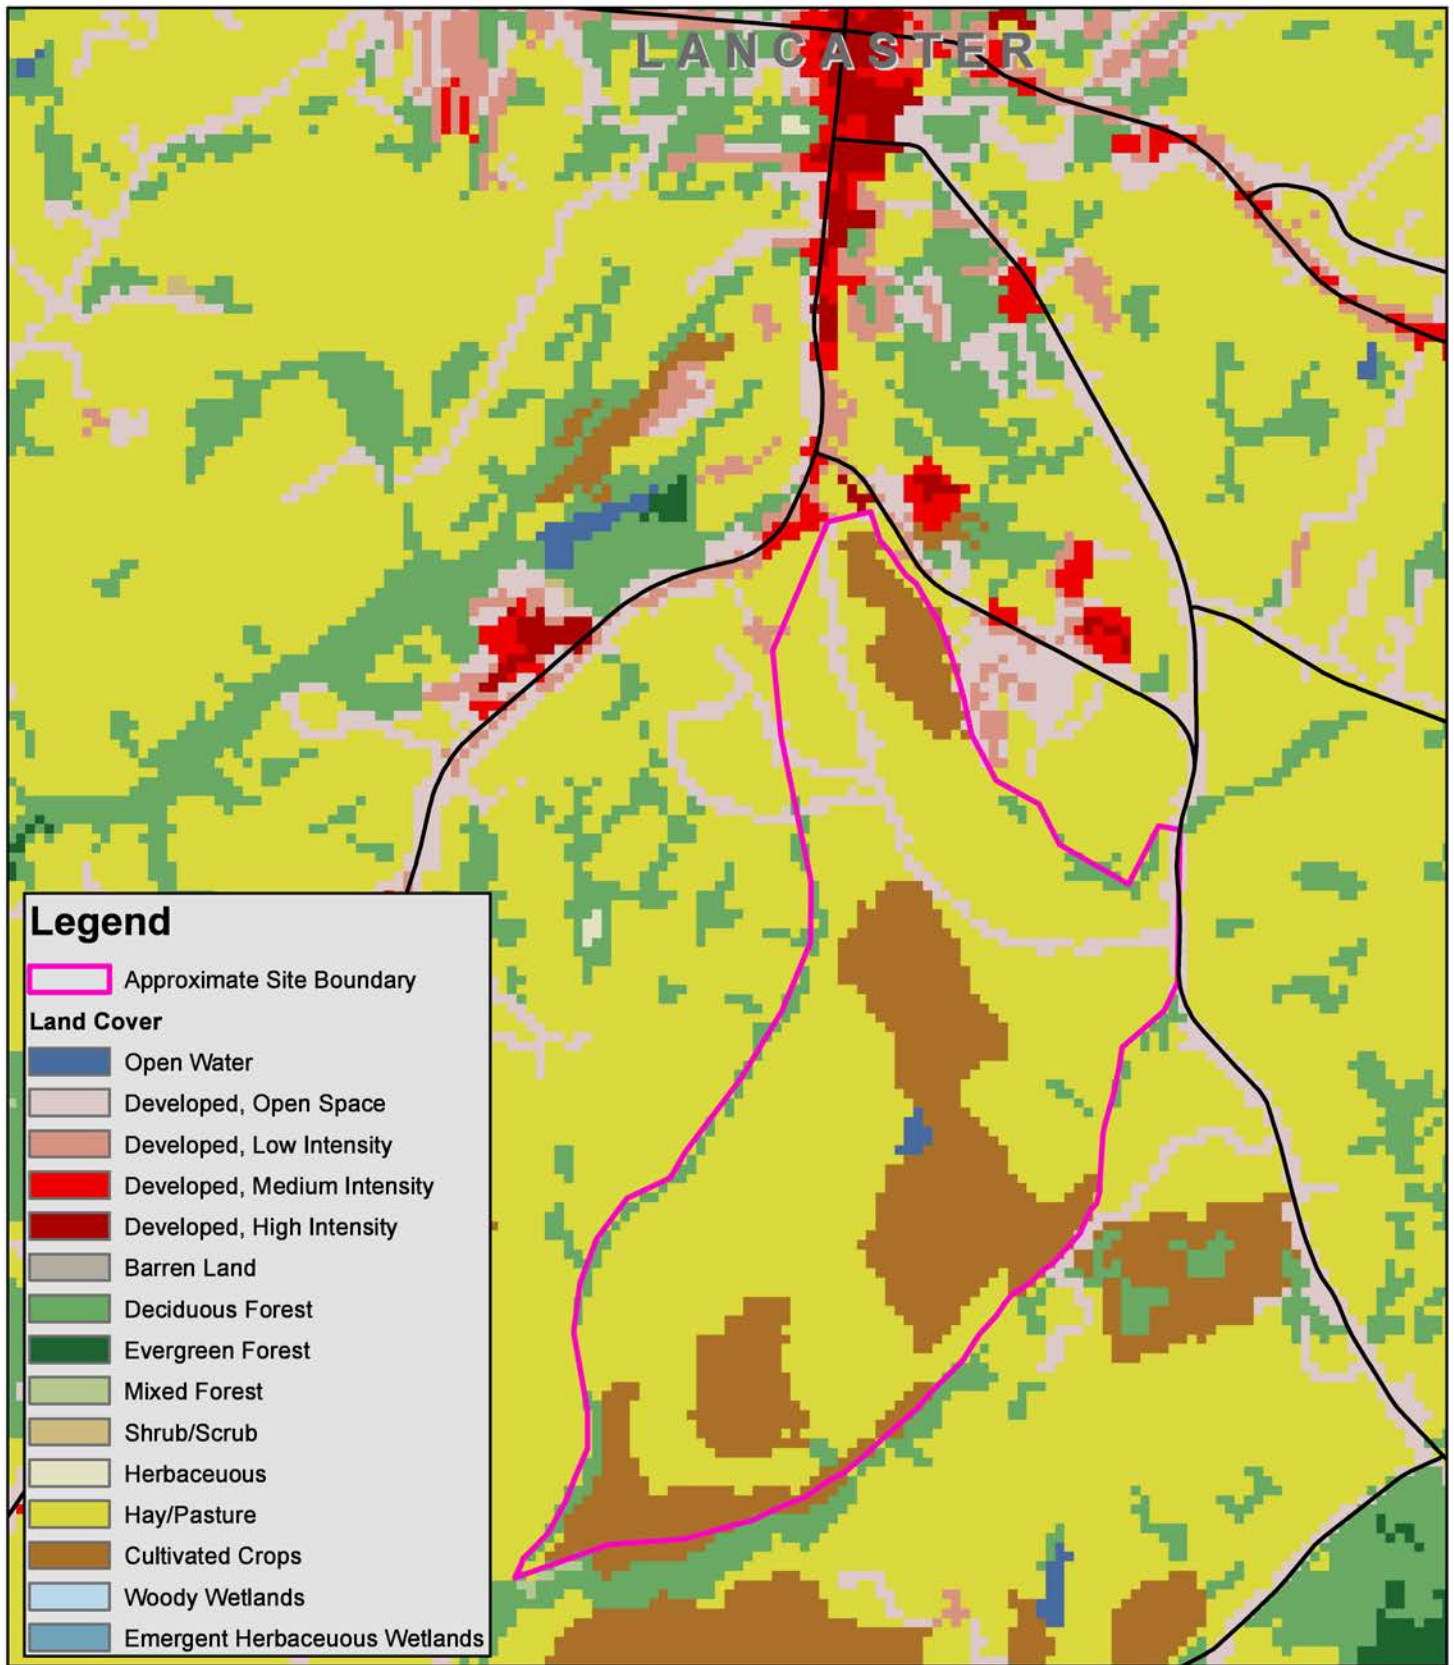 LANCASTER
Legend
Approximate Site Boundary
Land Cover
Open Water
Developed, Open Space
Developed, Low Intensity
Developed, Medium Intensity
Developed, High Intensity
Barren Land
Deciduous Forest
Evergreen Forest
Mixed Forest
Shrub/Scrub
Herbaceuous
Hay/Pasture
Cultivated Crops
Woody Wetlands
Emergent Herbaceuous Wetlands